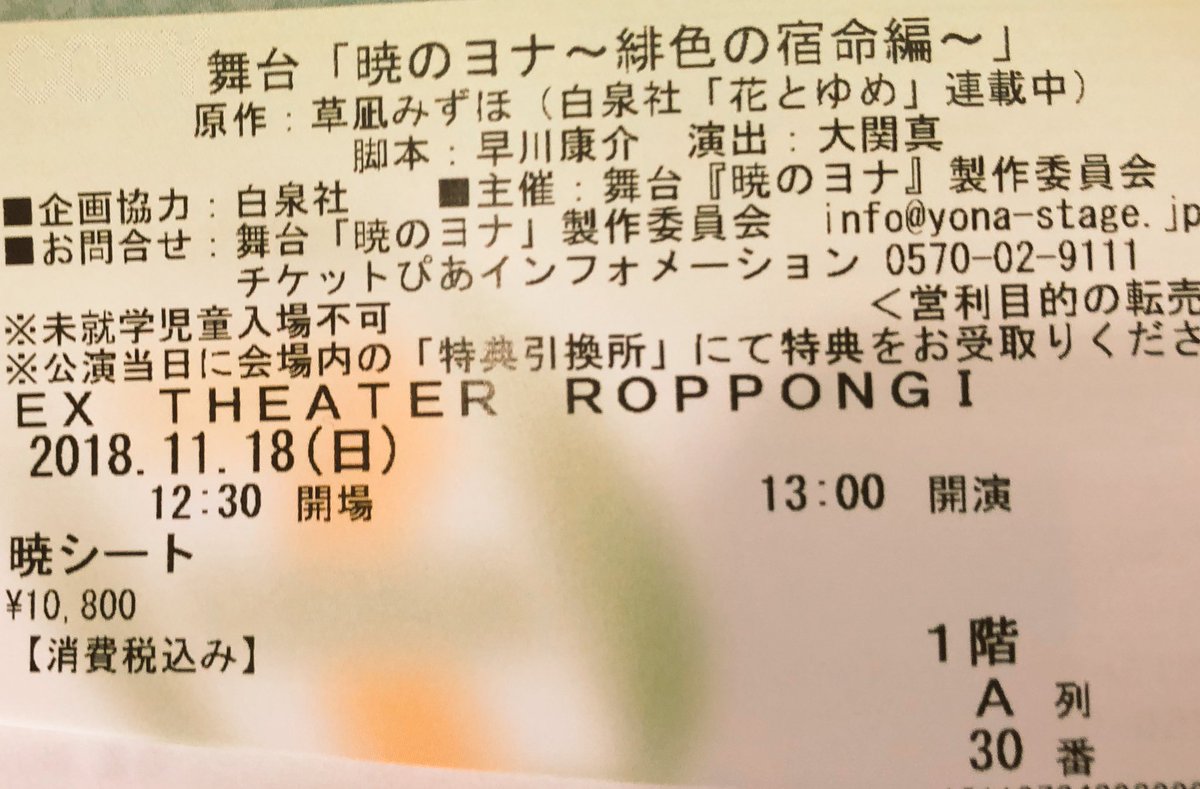 COPY
舞台「暁のヨナ～緋色の宿命編～」
原作：草凪みずほ（白泉社「花とゆめ」連載中）
脚本：早川康介　演出：大関真
■企画協力：白泉社　■主催：舞台『暁のヨナ』製作委員会
■お問合せ：舞台「暁のヨナ」製作委員会　info@yona-stage.jp
チケットぴあインフォメーション 0570-02-9111
＜営利目的の転売
※未就学児童入場不可
※公演当日に会場内の「特典引換所」にて特典をお受取りくださ
ＥＸ　ＴＨＥＡＴＥＲ　ＲＯＰＰＯＮＧＩ
2018.11.18(日)
12:30 開場　13:00 開演
暁シート
¥10,800
【消費税込み】
1階
A 列
30 番